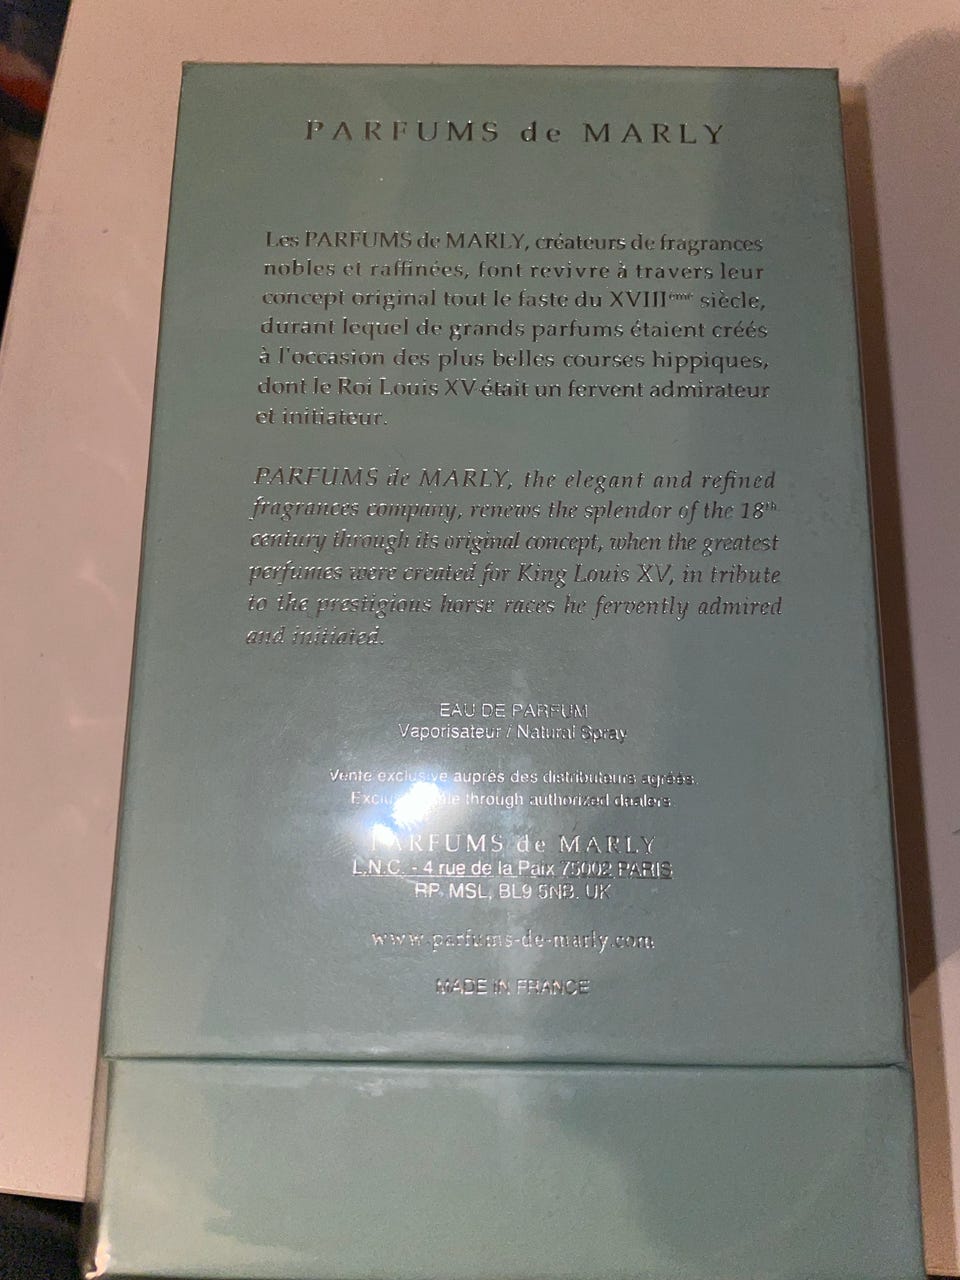 PARFUMS de MARLY
Les PARFUMS de MARLY, créateurs de fragrances
nobles et raffinées, font revivre à travers leur
concept original tout le faste du XVIIIème siècle,
durant lequel de grands parfums étaient créés
à l'occasion des plus belles courses hippiques,
dont le Roi Louis XV était un fervent admirateur
et initiateur.
PARFUMS de MARLY, the elegant and refined
fragrances company, renews the splendor of the 18th
century through its original concept, when the greatest
perfumes were created for King Louis XV, in tribute
to the prestigious horse races he fervently admired
and initiated.
EAU DE PARFUM
Vaporisateur / Natural Spray
Vente exclusive auprès des distributeurs agréés.
through authorized dealers.
PARFUMS de MARLY
L.N.C. - 4 rue de la Paix 75002 PARIS
RP. MSL, BL9 5NB. UK
www.parfums-de-marly.com
MADE IN FRANCE